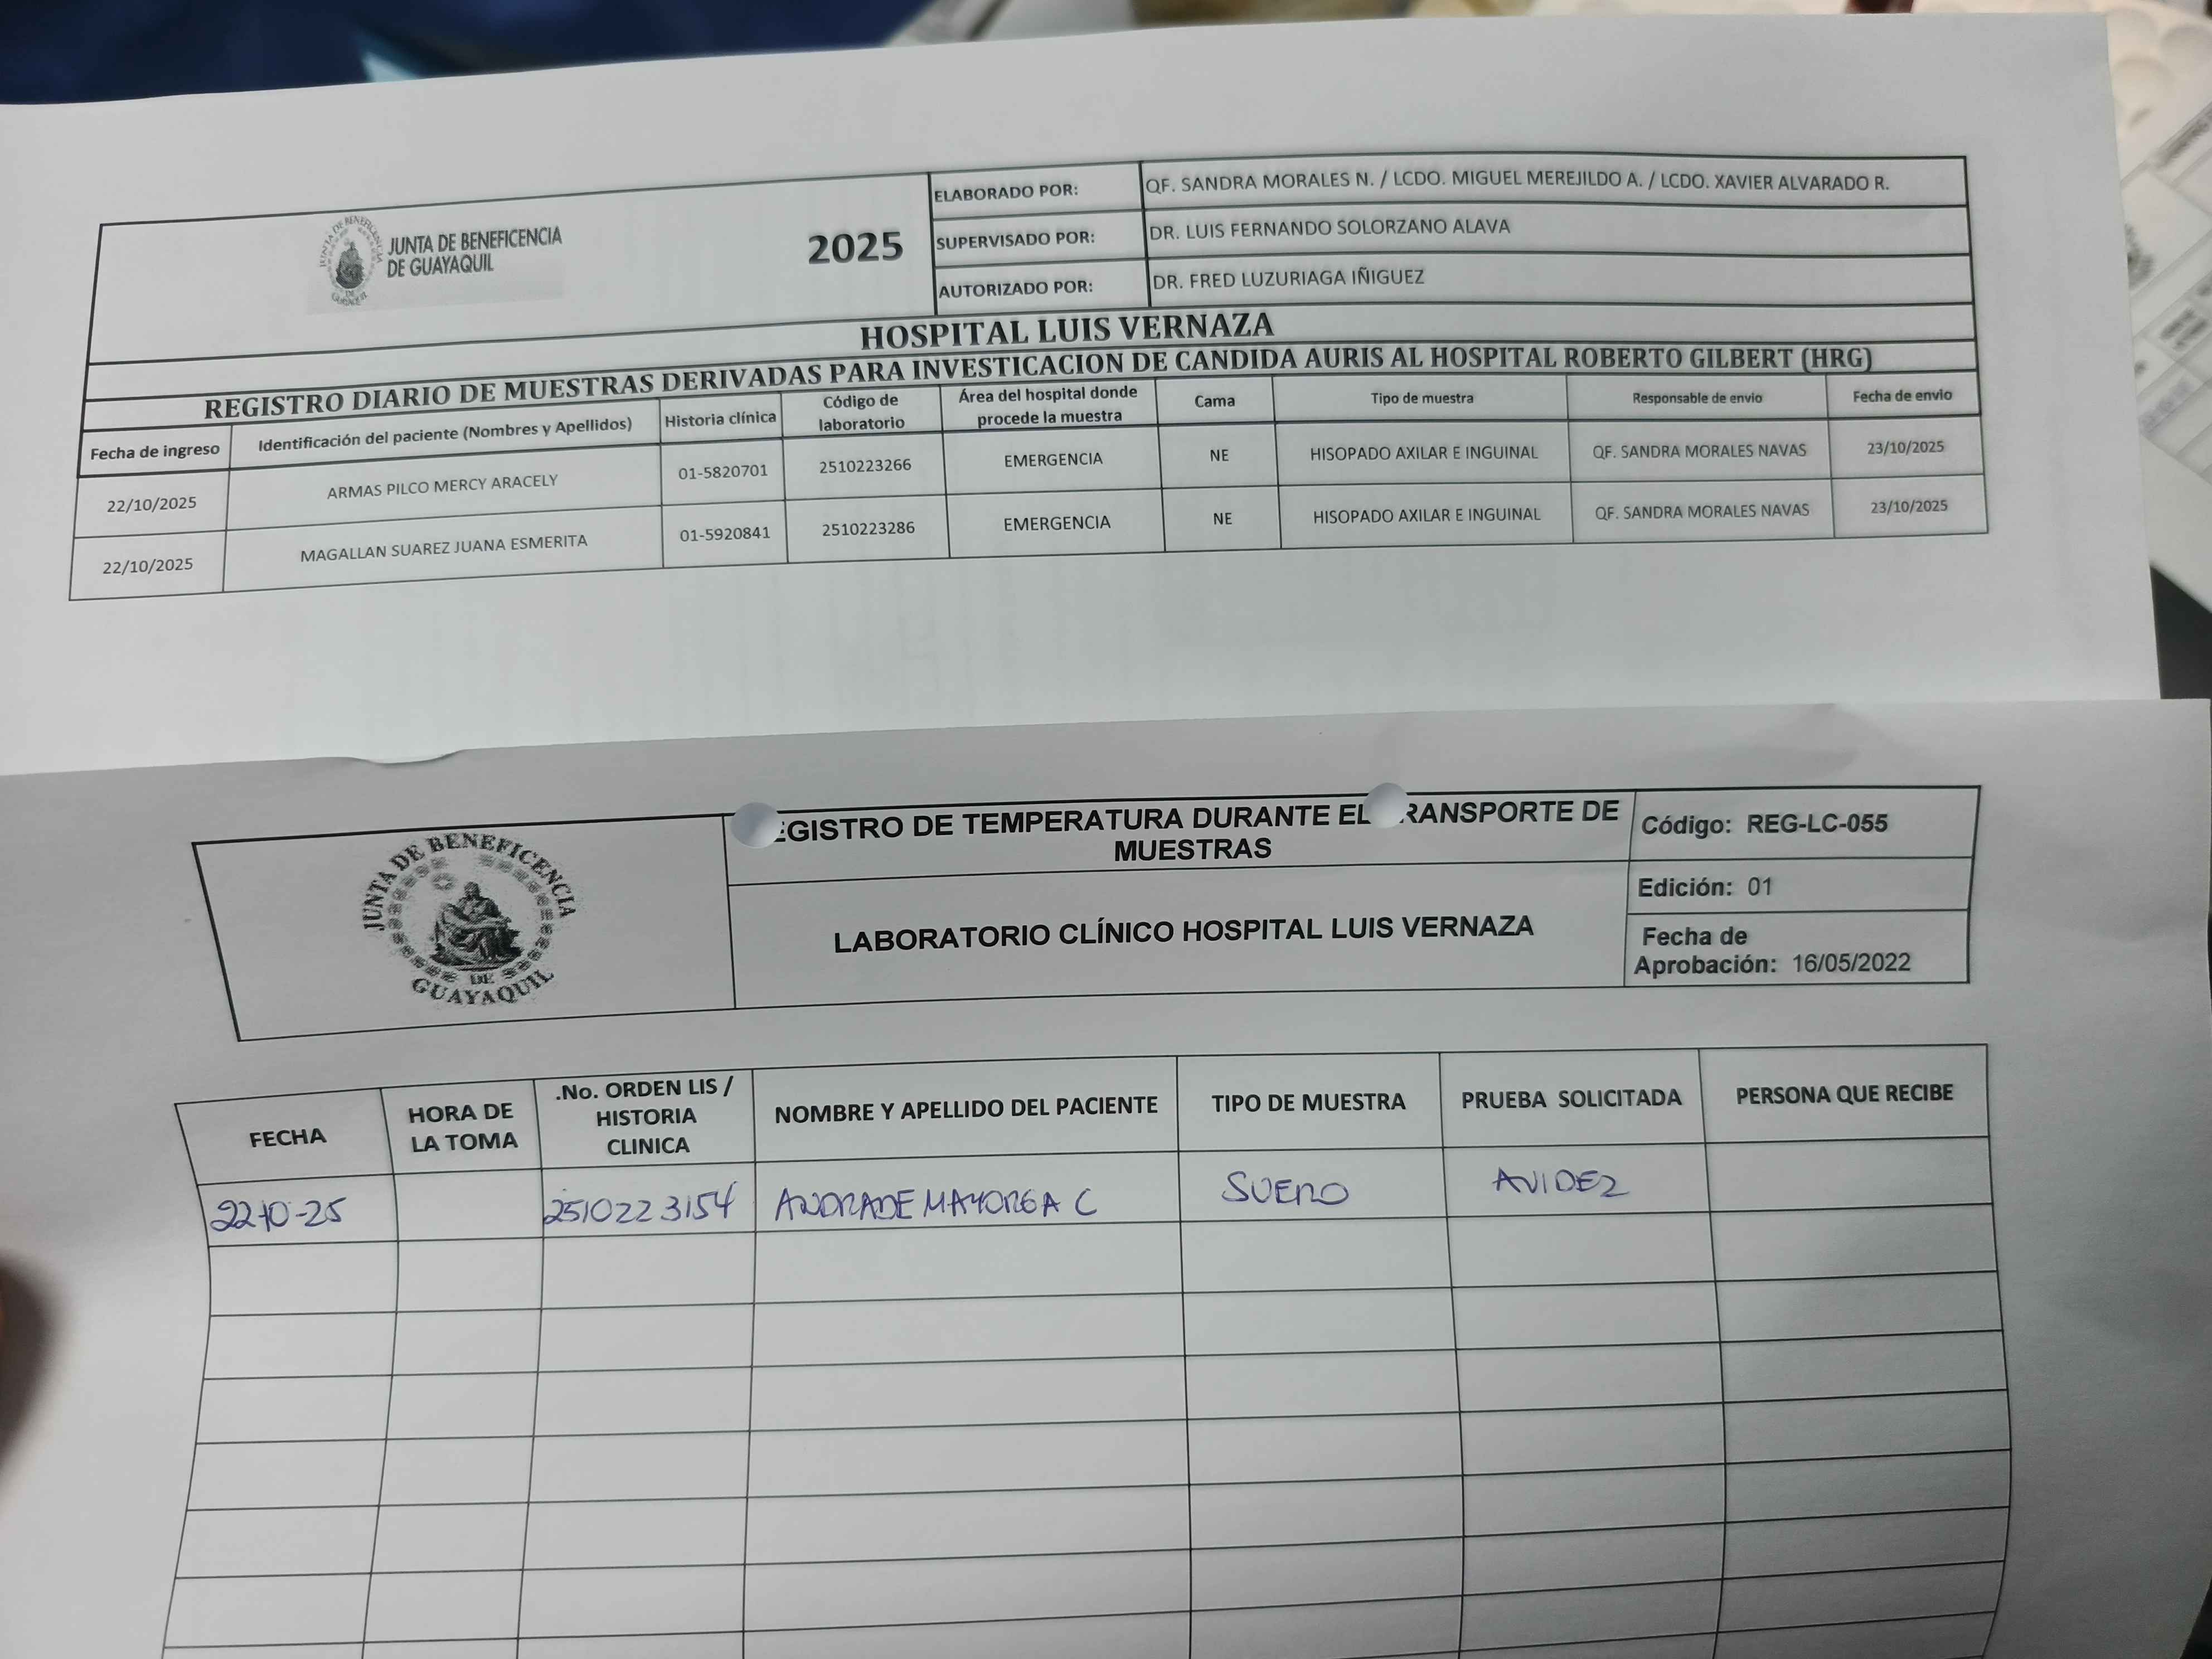 JUNTA DE BENEFICENCIA
DE GUAYAQUIL
2025
ELABORADO POR: QF. SANDRA MORALES N. / LCDO. MIGUEL MEREJILDO A. / LCDO. XAVIER ALVARADO R.
SUPERVISADO POR: DR. LUIS FERNANDO SOLORZANO ALAVA
AUTORIZADO POR: DR. FRED LUZURIAGA IÑIGUEZ
HOSPITAL LUIS VERNAZA
REGISTRO DIARIO DE MUESTRAS DERIVADAS PARA INVESTICACION DE CANDIDA AURIS AL HOSPITAL ROBERTO GILBERT (HRG)
Fecha de ingreso Identificación del paciente (Nombres y Apellidos) Historia clínica Código de laboratorio Área del hospital donde procede la muestra Cama Tipo de muestra Responsable de envio Fecha de envio
22/10/2025 ARMAS PILCO MERCY ARACELY 01-5820701 2510223266 EMERGENCIA NE HISOPADO AXILAR E INGUINAL QF. SANDRA MORALES NAVAS 23/10/2025
22/10/2025 MAGALLAN SUAREZ JUANA ESMERITA 01-5920841 2510223286 EMERGENCIA NE HISOPADO AXILAR E INGUINAL QF. SANDRA MORALES NAVAS 23/10/2025
JUNTA DE BENEFICENCIA DE GUAYAQUIL
EGISTRO DE TEMPERATURA DURANTE EL RANSPORTE DE
MUESTRAS
LABORATORIO CLÍNICO HOSPITAL LUIS VERNAZA
Código: REG-LC-055
Edición: 01
Fecha de
Aprobación: 16/05/2022
FECHA HORA DE LA TOMA .No. ORDEN LIS / HISTORIA CLINICA NOMBRE Y APELLIDO DEL PACIENTE TIPO DE MUESTRA PRUEBA SOLICITADA PERSONA QUE RECIBE
22-10-25 2510223154 ANDRADE MAYORGA C SUERO AVIDEZ